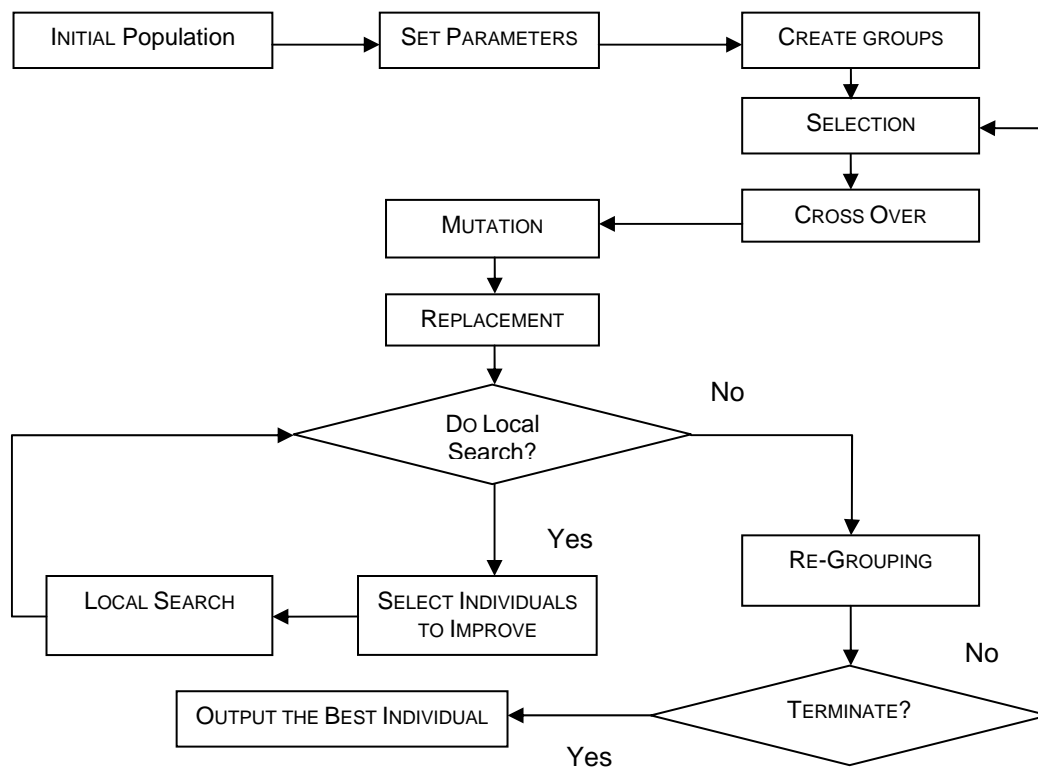 INITIAL Population
SET PARAMETERS
CREATE GROUPS
SELECTION
CROSS OVER
MUTATION
REPLACEMENT
No
DO LOCAL
SEARCH?
Yes
RE-GROUPING
LOCAL SEARCH
SELECT INDIVIDUALS
TO IMPROVE
No
OUTPUT THE BEST INDIVIDUAL
TERMINATE?
Yes